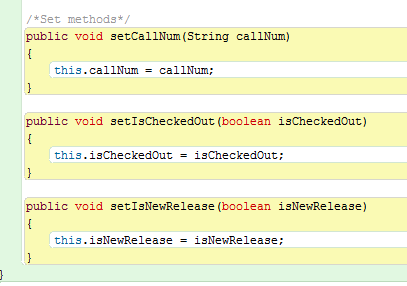 /*Set methods*/
public void setCallNum(String callNum)
{
this.callNum = callNum;
}
public void setIsCheckedOut(boolean isCheckedOut)
{
this.isCheckedOut = isCheckedOut;
}
public void setIsNewRelease(boolean isNewRelease)
{
this.isNewRelease = isNewRelease;
}
}